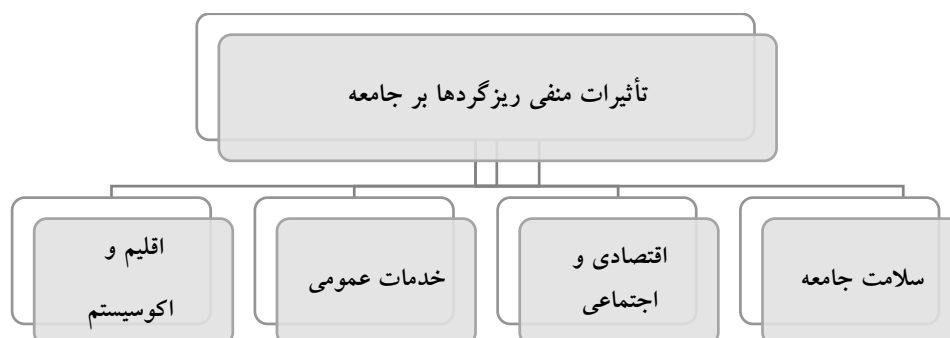 تأثیرات منفی ریزگردها بر جامعه
سلامت جامعه
اقتصادی و
اجتماعی
خدمات عمومی
اقلیم و
اکوسیستم